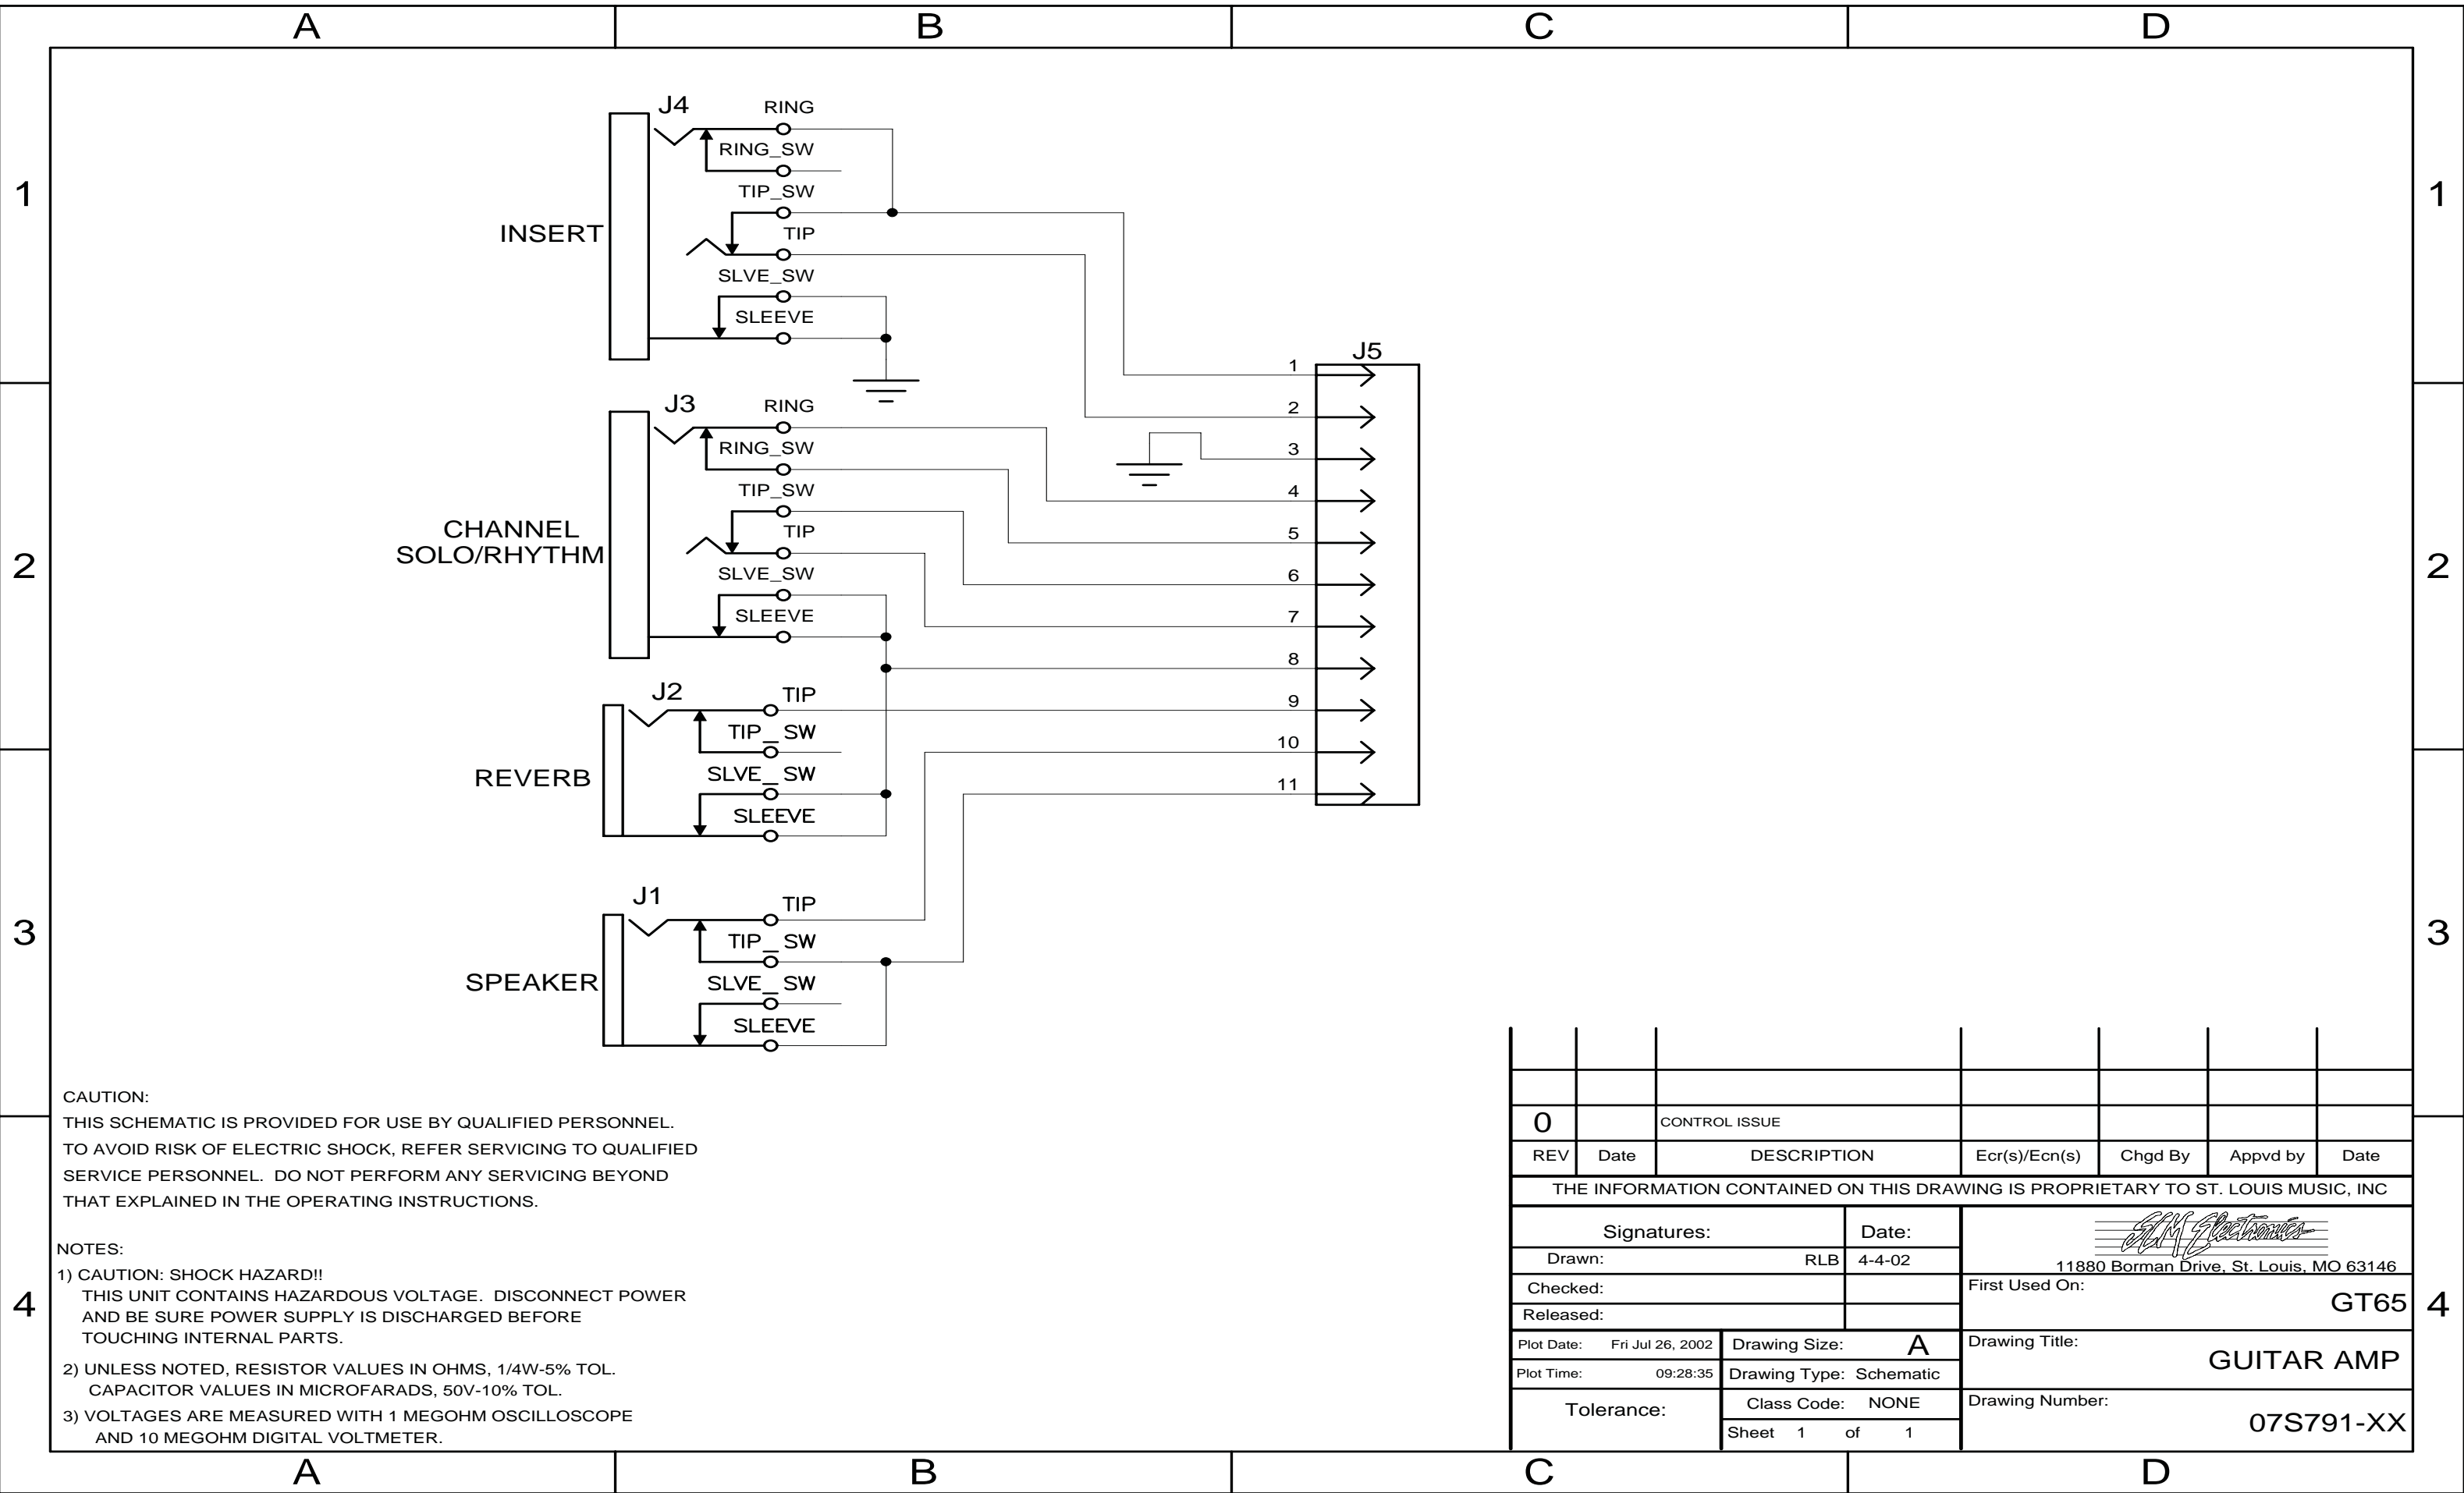 A B C D
1 1
2 2
3 3
4 4
J4 RING
RING_SW
TIP_SW
INSERT
TIP
SLVE_SW
SLEEVE
J3 RING
RING_SW
TIP_SW
CHANNEL
SOLO/RHYTHM
TIP
SLVE_SW
SLEEVE
J2 TIP
TIP_SW
REVERB
SLVE_SW
SLEEVE
J1 TIP
TIP_SW
SPEAKER
SLVE_SW
SLEEVE
J5
1
2
3
4
5
6
7
8
9
10
11
CAUTION:
THIS SCHEMATIC IS PROVIDED FOR USE BY QUALIFIED PERSONNEL.
TO AVOID RISK OF ELECTRIC SHOCK, REFER SERVICING TO QUALIFIED
SERVICE PERSONNEL. DO NOT PERFORM ANY SERVICING BEYOND
THAT EXPLAINED IN THE OPERATING INSTRUCTIONS.
NOTES:
1) CAUTION: SHOCK HAZARD!!
THIS UNIT CONTAINS HAZARDOUS VOLTAGE. DISCONNECT POWER
AND BE SURE POWER SUPPLY IS DISCHARGED BEFORE
TOUCHING INTERNAL PARTS.
2) UNLESS NOTED, RESISTOR VALUES IN OHMS, 1/4W-5% TOL.
CAPACITOR VALUES IN MICROFARADS, 50V-10% TOL.
3) VOLTAGES ARE MEASURED WITH 1 MEGOHM OSCILLOSCOPE
AND 10 MEGOHM DIGITAL VOLTMETER.
0 CONTROL ISSUE
REV Date DESCRIPTION Ecr(s)/Ecn(s) Chgd By Appvd by Date
THE INFORMATION CONTAINED ON THIS DRAWING IS PROPRIETARY TO ST. LOUIS MUSIC, INC
Signatures: Date:
Drawn: RLB 4-4-02
Checked:
Released:
SLM Electronics
11880 Borman Drive, St. Louis, MO 63146
First Used On:
GT65
Plot Date: Fri Jul 26, 2002 Drawing Size: A
Plot Time: 09:28:35 Drawing Type: Schematic
Drawing Title:
GUITAR AMP
Tolerance:
Class Code: NONE
Sheet 1 of 1
Drawing Number:
07S791-XX
A B C D